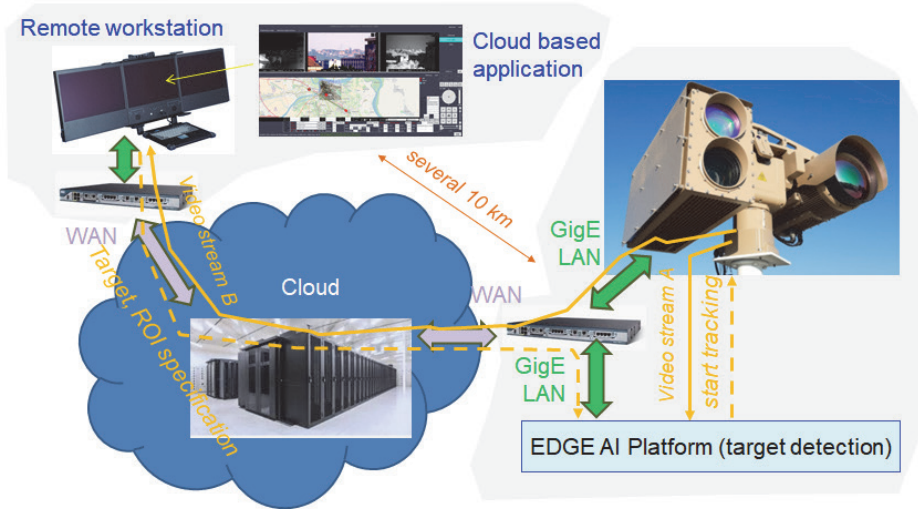 Remote workstation
Cloud based
application
several 10 km
GigE
LAN
WAN
Video stream B
Target, ROI specification
Cloud
WAN
GigE
LAN
Video stream A
start tracking
EDGE AI Platform (target detection)